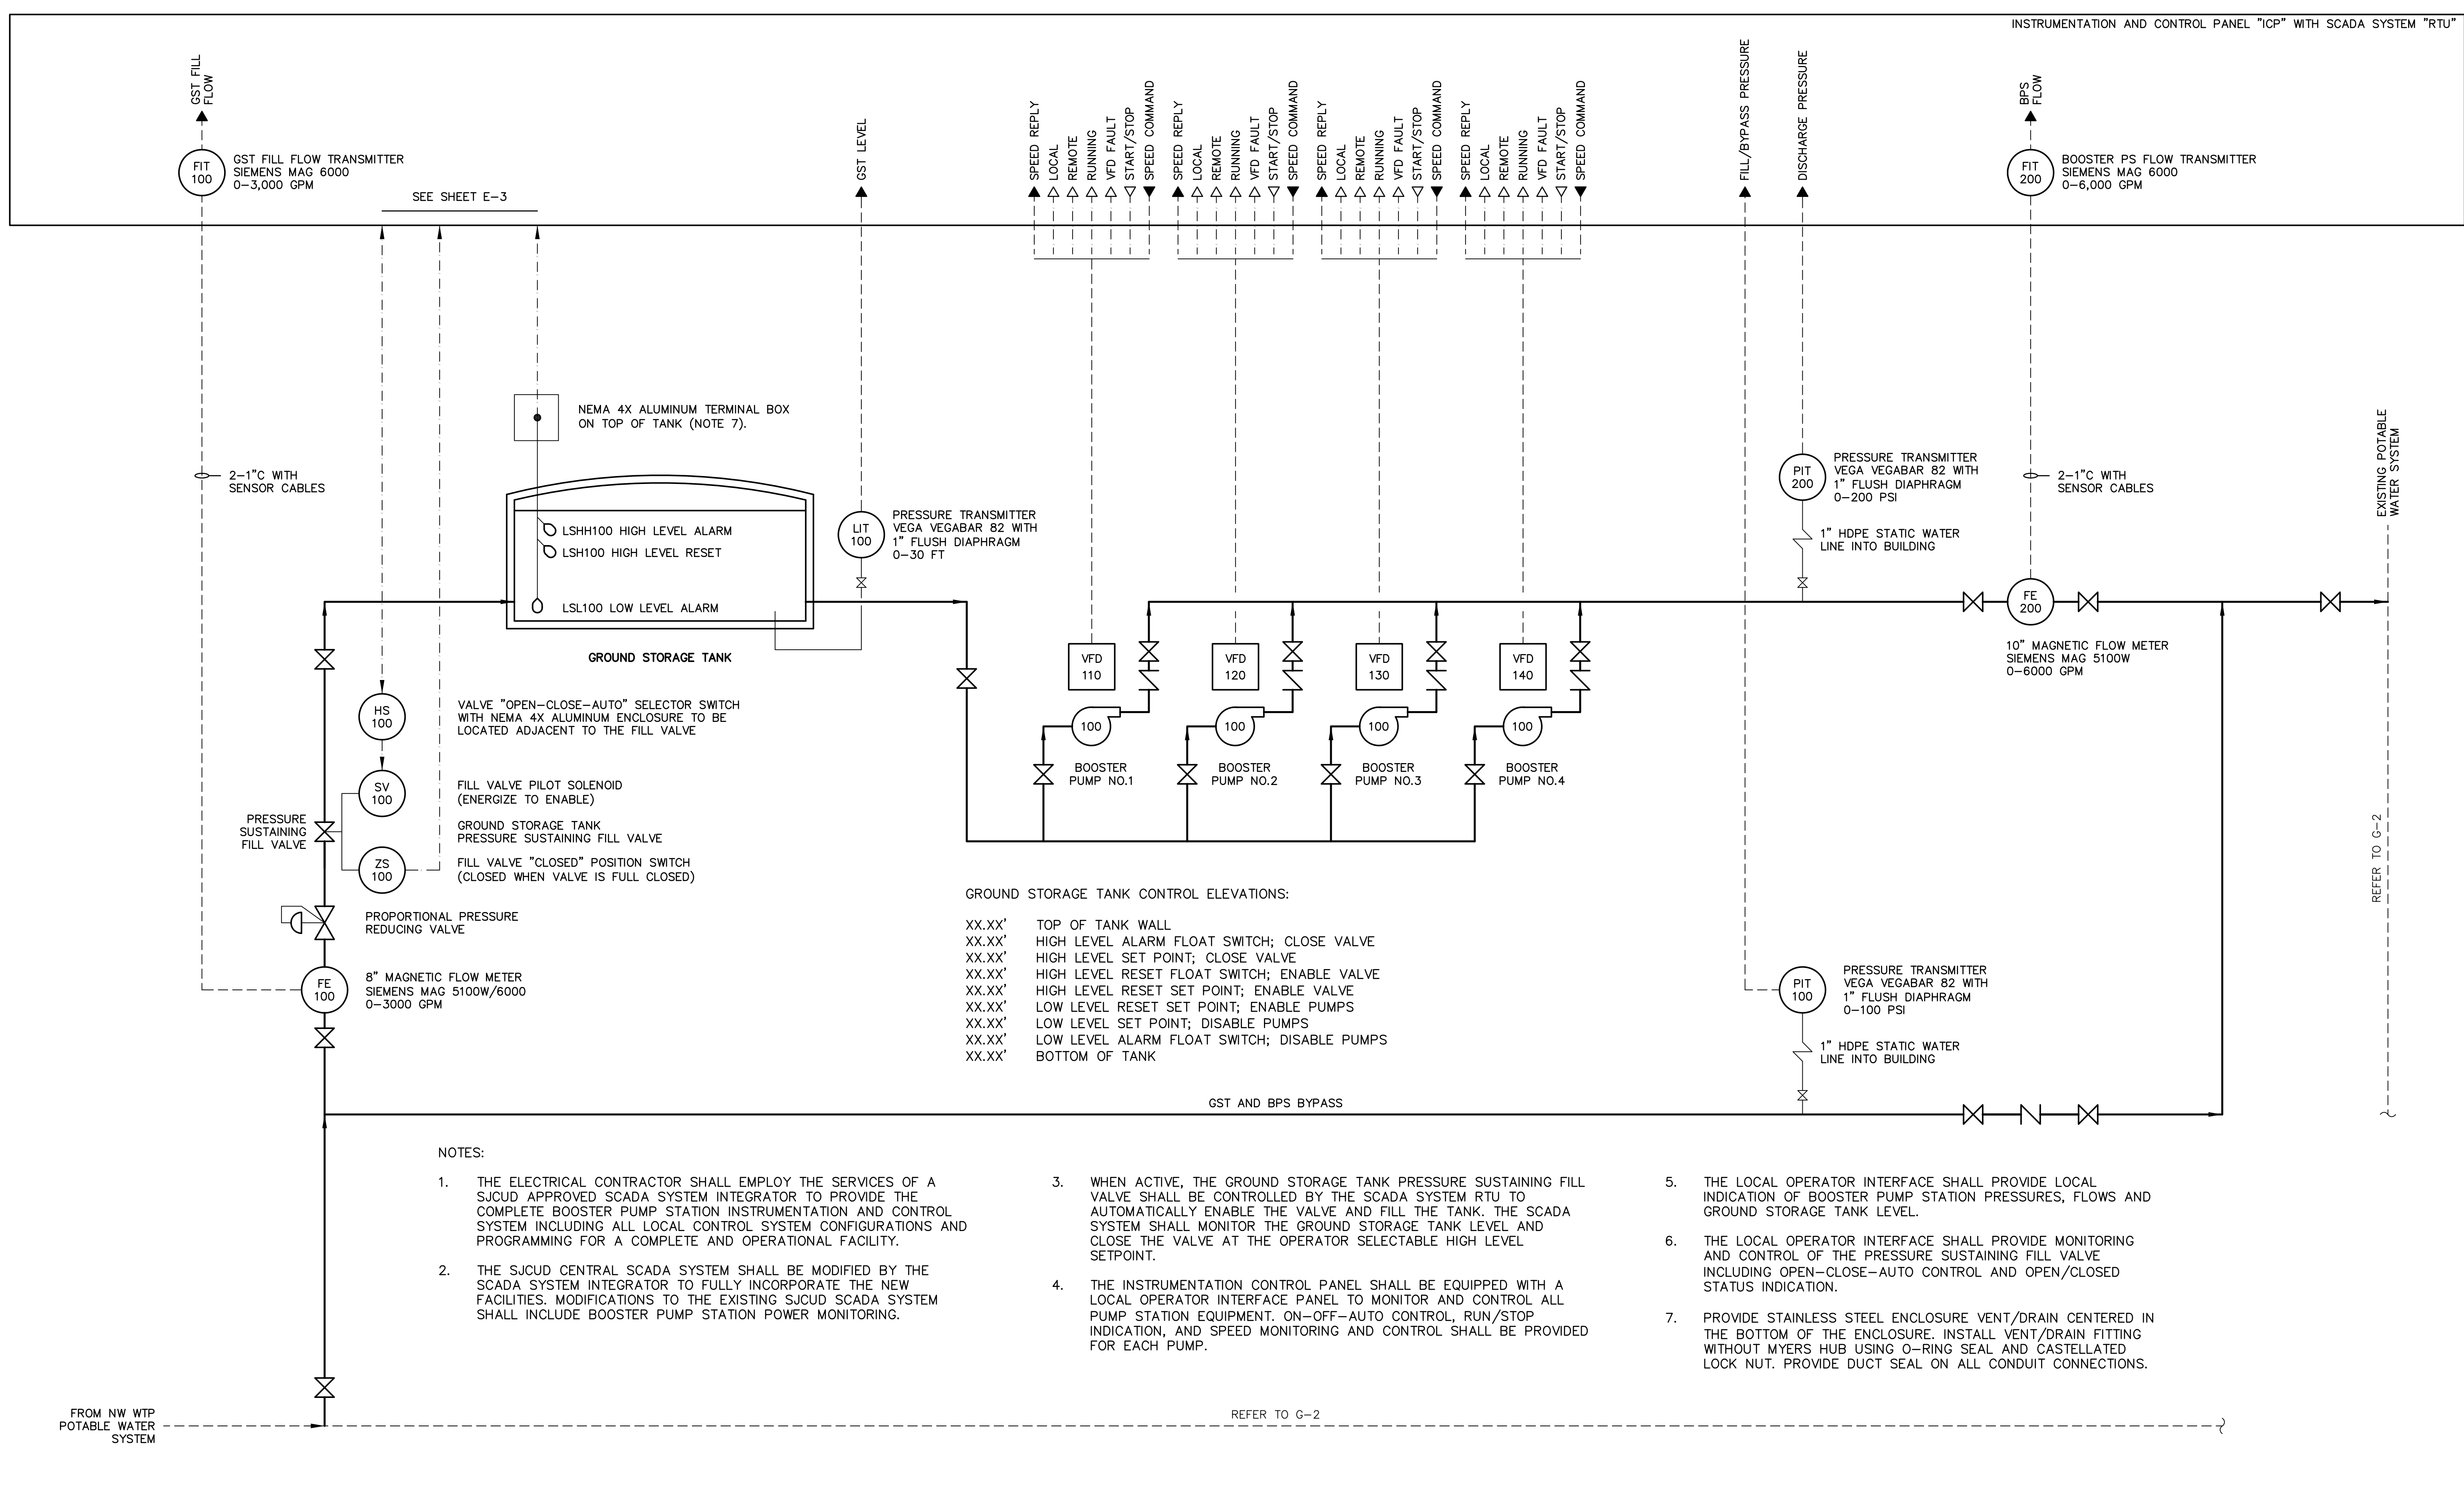 INSTRUMENTATION AND CONTROL PANEL "ICP" WITH SCADA SYSTEM "RTU"
GST FILL
FLOW
FIT
100
GST FILL FLOW TRANSMITTER
SIEMENS MAG 6000
0-3,000 GPM
SEE SHEET E-3
GST LEVEL
SPEED REPLY
LOCAL
REMOTE
RUNNING
VFD FAULT
START/STOP
SPEED COMMAND
SPEED REPLY
LOCAL
REMOTE
RUNNING
VFD FAULT
START/STOP
SPEED COMMAND
SPEED REPLY
LOCAL
REMOTE
RUNNING
VFD FAULT
START/STOP
SPEED COMMAND
SPEED REPLY
LOCAL
REMOTE
RUNNING
VFD FAULT
START/STOP
SPEED COMMAND
FILL/BYPASS PRESSURE
DISCHARGE PRESSURE
BPS
FLOW
FIT
200
BOOSTER PS FLOW TRANSMITTER
SIEMENS MAG 6000
0-6,000 GPM
NEMA 4X ALUMINUM TERMINAL BOX
ON TOP OF TANK (NOTE 7).
2-1"C WITH
SENSOR CABLES
LSHH100 HIGH LEVEL ALARM
LSH100 HIGH LEVEL RESET
LSL100 LOW LEVEL ALARM
GROUND STORAGE TANK
LIT
100
PRESSURE TRANSMITTER
VEGA VEGABAR 82 WITH
1" FLUSH DIAPHRAGM
0-30 FT
PIT
200
PRESSURE TRANSMITTER
VEGA VEGABAR 82 WITH
1" FLUSH DIAPHRAGM
0-200 PSI
1" HDPE STATIC WATER
LINE INTO BUILDING
2-1"C WITH
SENSOR CABLES
EXISTING POTABLE
WATER SYSTEM
FE
200
10" MAGNETIC FLOW METER
SIEMENS MAG 5100W
0-6000 GPM
VFD
110
VFD
120
VFD
130
VFD
140
100
100
100
100
BOOSTER
PUMP NO.1
BOOSTER
PUMP NO.2
BOOSTER
PUMP NO.3
BOOSTER
PUMP NO.4
HS
100
VALVE "OPEN-CLOSE-AUTO" SELECTOR SWITCH
WITH NEMA 4X ALUMINUM ENCLOSURE TO BE
LOCATED ADJACENT TO THE FILL VALVE
SV
100
FILL VALVE PILOT SOLENOID
(ENERGIZE TO ENABLE)
PRESSURE
SUSTAINING
FILL VALVE
GROUND STORAGE TANK
PRESSURE SUSTAINING FILL VALVE
ZS
100
FILL VALVE "CLOSED" POSITION SWITCH
(CLOSED WHEN VALVE IS FULL CLOSED)
PROPORTIONAL PRESSURE
REDUCING VALVE
FE
100
8" MAGNETIC FLOW METER
SIEMENS MAG 5100W/6000
0-3000 GPM
REFER TO G-2
GROUND STORAGE TANK CONTROL ELEVATIONS:
XX.XX' TOP OF TANK WALL
XX.XX' HIGH LEVEL ALARM FLOAT SWITCH; CLOSE VALVE
XX.XX' HIGH LEVEL SET POINT; CLOSE VALVE
XX.XX' HIGH LEVEL RESET FLOAT SWITCH; ENABLE VALVE
XX.XX' HIGH LEVEL RESET SET POINT; ENABLE VALVE
XX.XX' LOW LEVEL RESET SET POINT; ENABLE PUMPS
XX.XX' LOW LEVEL SET POINT; DISABLE PUMPS
XX.XX' LOW LEVEL ALARM FLOAT SWITCH; DISABLE PUMPS
XX.XX' BOTTOM OF TANK
PIT
100
PRESSURE TRANSMITTER
VEGA VEGABAR 82 WITH
1" FLUSH DIAPHRAGM
0-100 PSI
1" HDPE STATIC WATER
LINE INTO BUILDING
GST AND BPS BYPASS
NOTES:
1. THE ELECTRICAL CONTRACTOR SHALL EMPLOY THE SERVICES OF A
SJCUD APPROVED SCADA SYSTEM INTEGRATOR TO PROVIDE THE
COMPLETE BOOSTER PUMP STATION INSTRUMENTATION AND CONTROL
SYSTEM INCLUDING ALL LOCAL CONTROL SYSTEM CONFIGURATIONS AND
PROGRAMMING FOR A COMPLETE AND OPERATIONAL FACILITY.
2. THE SJCUD CENTRAL SCADA SYSTEM SHALL BE MODIFIED BY THE
SCADA SYSTEM INTEGRATOR TO FULLY INCORPORATE THE NEW
FACILITIES. MODIFICATIONS TO THE EXISTING SJCUD SCADA SYSTEM
SHALL INCLUDE BOOSTER PUMP STATION POWER MONITORING.
3. WHEN ACTIVE, THE GROUND STORAGE TANK PRESSURE SUSTAINING FILL
VALVE SHALL BE CONTROLLED BY THE SCADA SYSTEM RTU TO
AUTOMATICALLY ENABLE THE VALVE AND FILL THE TANK. THE SCADA
SYSTEM SHALL MONITOR THE GROUND STORAGE TANK LEVEL AND
CLOSE THE VALVE AT THE OPERATOR SELECTABLE HIGH LEVEL
SETPOINT.
4. THE INSTRUMENTATION CONTROL PANEL SHALL BE EQUIPPED WITH A
LOCAL OPERATOR INTERFACE PANEL TO MONITOR AND CONTROL ALL
PUMP STATION EQUIPMENT. ON-OFF-AUTO CONTROL, RUN/STOP
INDICATION, AND SPEED MONITORING AND CONTROL SHALL BE PROVIDED
FOR EACH PUMP.
5. THE LOCAL OPERATOR INTERFACE SHALL PROVIDE LOCAL
INDICATION OF BOOSTER PUMP STATION PRESSURES, FLOWS AND
GROUND STORAGE TANK LEVEL.
6. THE LOCAL OPERATOR INTERFACE SHALL PROVIDE MONITORING
AND CONTROL OF THE PRESSURE SUSTAINING FILL VALVE
INCLUDING OPEN-CLOSE-AUTO CONTROL AND OPEN/CLOSED
STATUS INDICATION.
7. PROVIDE STAINLESS STEEL ENCLOSURE VENT/DRAIN CENTERED IN
THE BOTTOM OF THE ENCLOSURE. INSTALL VENT/DRAIN FITTING
WITHOUT MYERS HUB USING O-RING SEAL AND CASTELLATED
LOCK NUT. PROVIDE DUCT SEAL ON ALL CONDUIT CONNECTIONS.
FROM NW WTP
POTABLE WATER
SYSTEM
REFER TO G-2